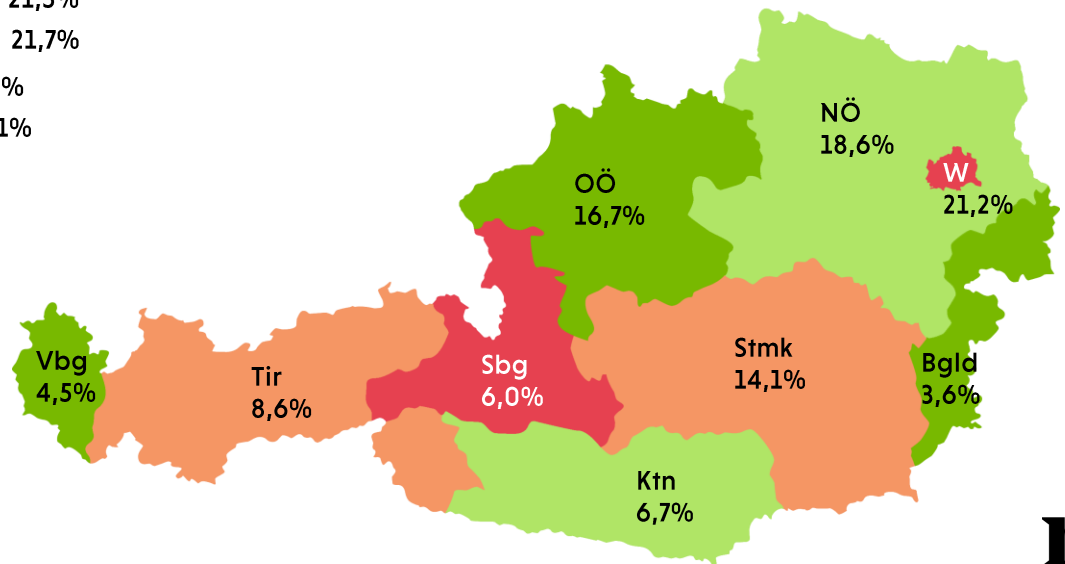 21,7%
%
1%
NÖ
18,6%
W
21,2%
OÖ
16,7%
Vbg
4,5%
Tir
8,6%
Sbg
6,0%
Stmk
14,1%
Bgld
3,6%
Ktn
6,7%